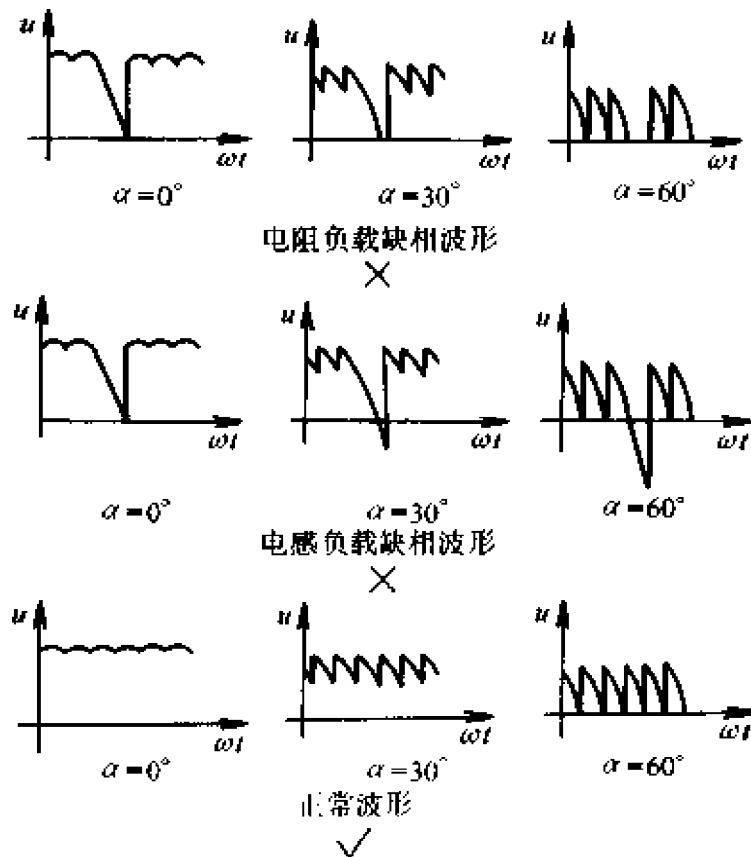 u u u
ωt ωt ωt
α=0° α=30° α=60°
电阻负载缺相波形
×
u u u
ωt ωt ωt
α=0° α=30° α=60°
电感负载缺相波形
×
u u u
ωt ωt ωt
α=0° α=30° α=60°
正常波形
✓